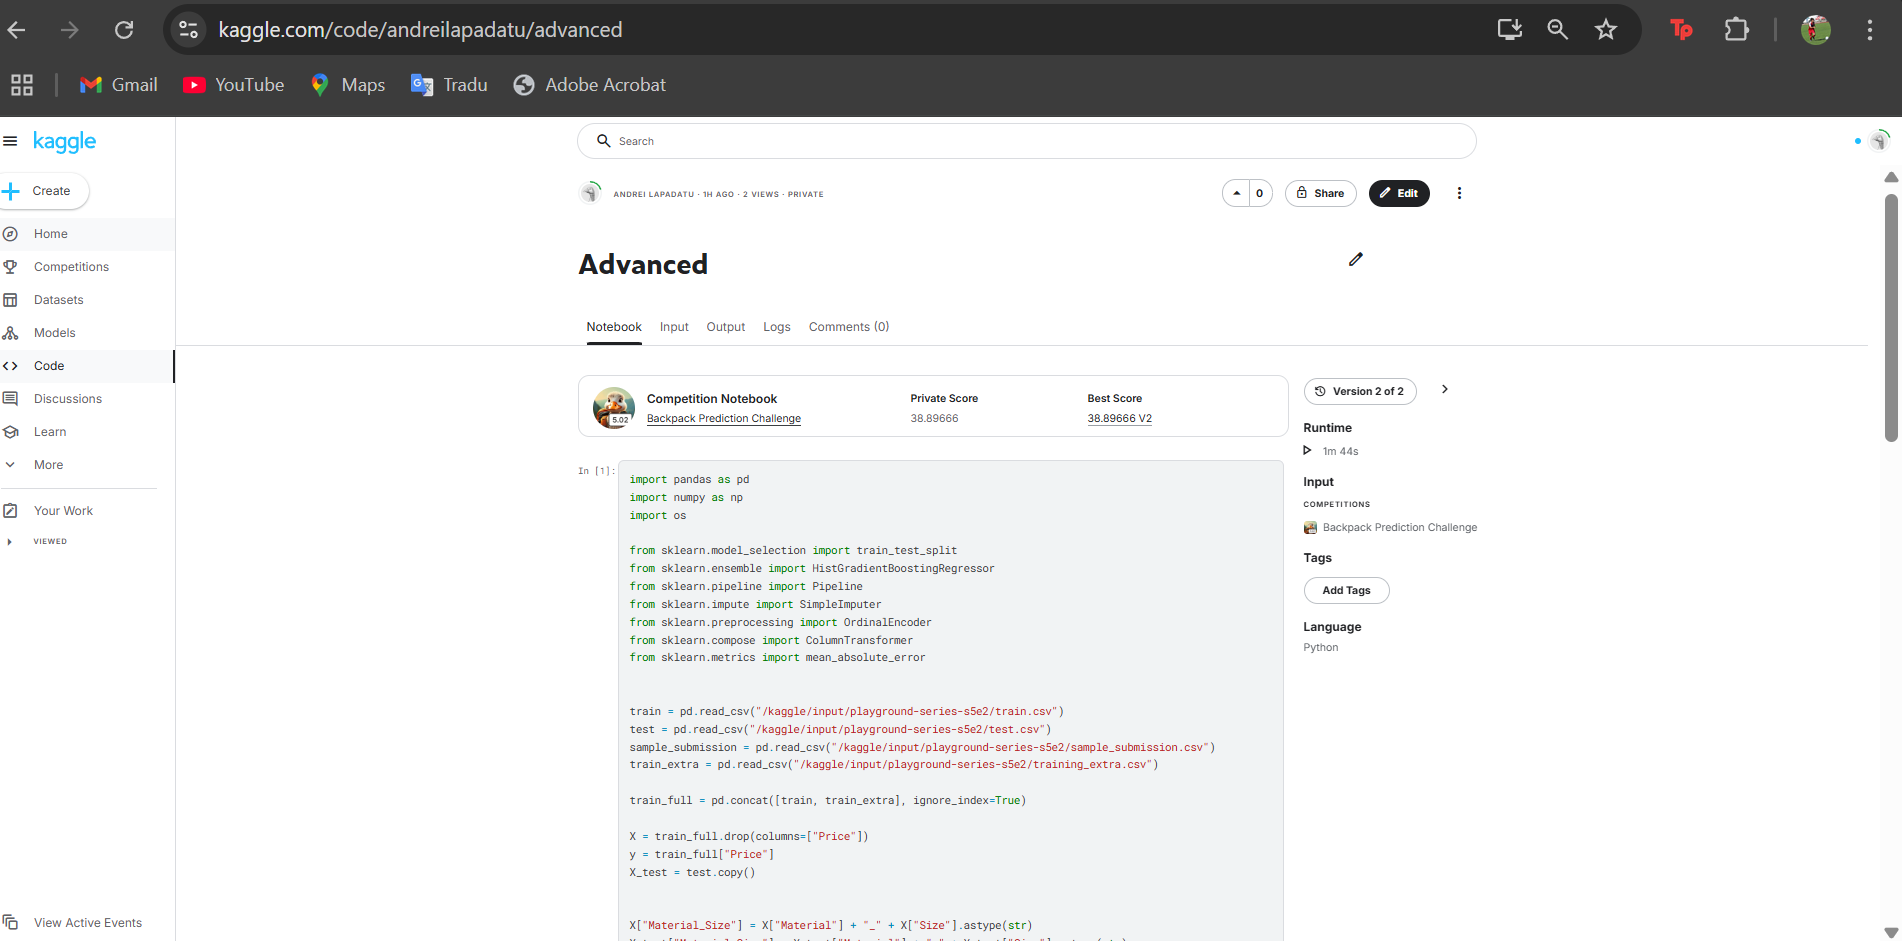 kaggle.com/code/andreilapadatu/advanced
Tp
Gmail
YouTube
Maps
Tradu
Adobe Acrobat
kaggle
Search
Create
ANDREI LAPADATU · 1H AGO · 2 VIEWS · PRIVATE
0
Share
Edit
Home
Competitions
Datasets
Models
Code
Discussions
Learn
More
Your Work
VIEWED
View Active Events
Advanced
Notebook Input Output Logs Comments (0)
Competition Notebook
Backpack Prediction Challenge
5.02
Private Score
38.89666
Best Score
38.89666 V2
Version 2 of 2
Runtime
1m 44s
Input
COMPETITIONS
Backpack Prediction Challenge
Tags
Add Tags
Language
Python
In [1]:
import pandas as pd
import numpy as np
import os
from sklearn.model_selection import train_test_split
from sklearn.ensemble import HistGradientBoostingRegressor
from sklearn.pipeline import Pipeline
from sklearn.impute import SimpleImputer
from sklearn.preprocessing import OrdinalEncoder
from sklearn.compose import ColumnTransformer
from sklearn.metrics import mean_absolute_error
train = pd.read_csv("/kaggle/input/playground-series-s5e2/train.csv")
test = pd.read_csv("/kaggle/input/playground-series-s5e2/test.csv")
sample_submission = pd.read_csv("/kaggle/input/playground-series-s5e2/sample_submission.csv")
train_extra = pd.read_csv("/kaggle/input/playground-series-s5e2/training_extra.csv")
train_full = pd.concat([train, train_extra], ignore_index=True)
X = train_full.drop(columns=["Price"])
y = train_full["Price"]
X_test = test.copy()
X["Material_Size"] = X["Material"] + "_" + X["Size"].astype(str)